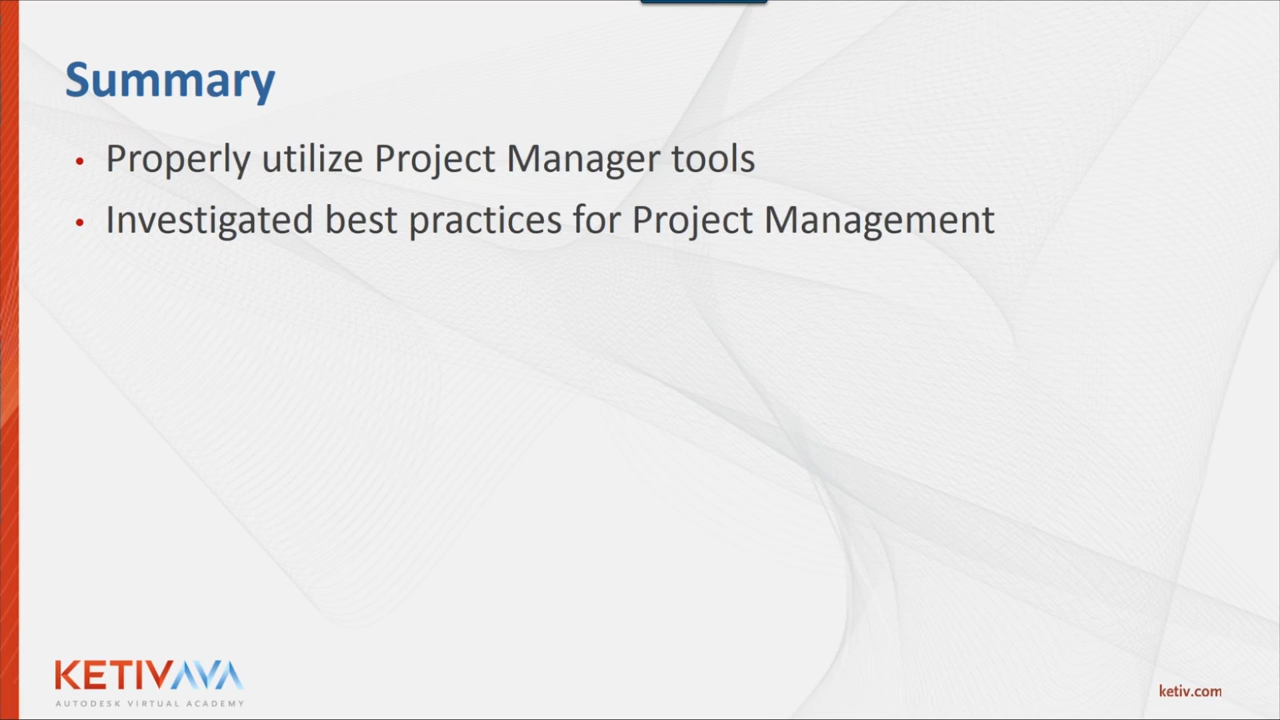 Summary
• Properly utilize Project Manager tools
• Investigated best practices for Project Management
KETIVAVA
AUTODESK VIRTUAL ACADEMY
ketiv.com